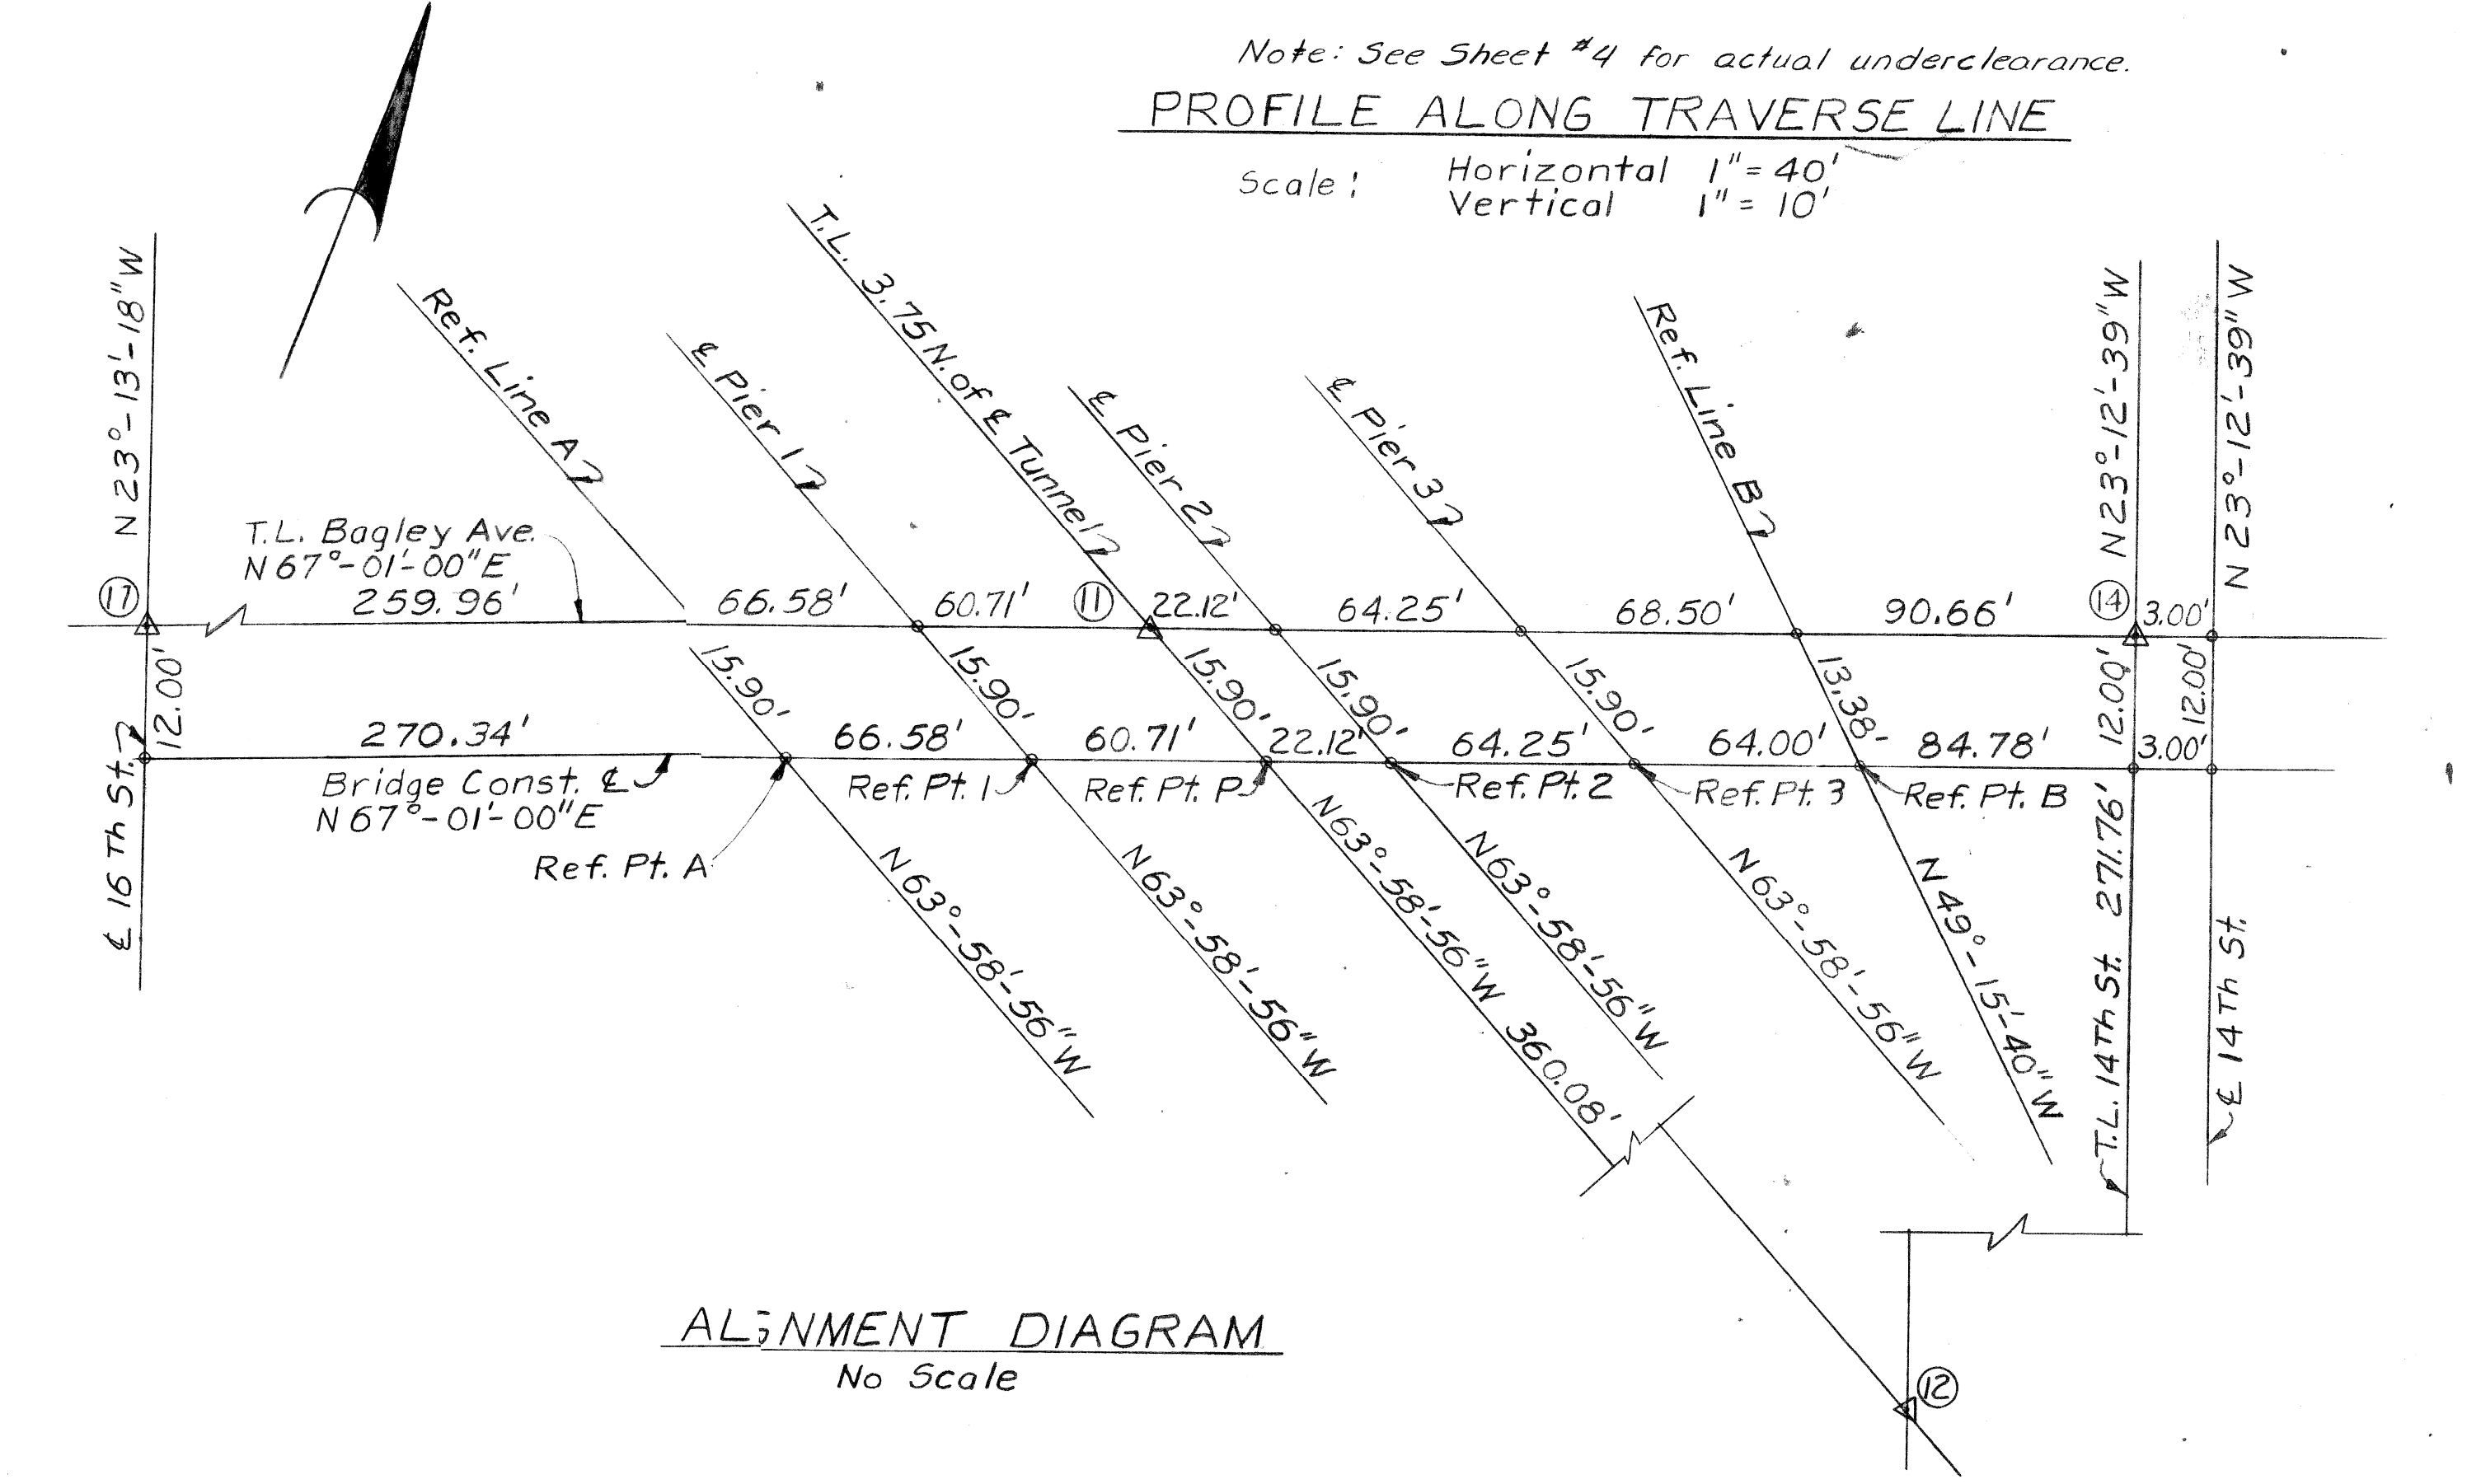 Note: See Sheet #4 for actual underclearance.
PROFILE ALONG TRAVERSE LINE
Scale: Horizontal 1"= 40'
Vertical 1"= 10'
N 23°-13'-18" W
Ref. Line A
℄ Pier 1
T.L. 3.75 N. of ℄ Tunnel
℄ Pier 2
℄ Pier 3
Ref. Line B
N 23°-12'-39" W
N 23°-12'-39" W
T.L. Bagley Ave.
N 67°-01'-00" E
17
259.96'
66.58'
60.71'
11
22.12'
64.25'
68.50'
90.66'
14
3.00'
12.00'
15.90'
15.90'
15.90'
15.90'
15.90'
13.38-
12.00'
12.00'
270.34'
66.58'
60.71'
22.12'
64.25'
64.00'
84.78'
3.00'
Bridge Const. ℄
N 67°-01'-00" E
Ref. Pt. A
Ref. Pt. 1
Ref. Pt. P
Ref. Pt. 2
Ref. Pt. 3
Ref. Pt. B
℄ 16 Th St.
N 63°-58'-56" W
N 63°-58'-56" W
N 63°-58'-56" W 360.08'
N 63°-58'-56" W
N 63°-58'-56" W
N 49°-15'-40" W
T.L. 14Th St. 271.76'
℄ 14Th St.
12
AL NMENT DIAGRAM
No Scale